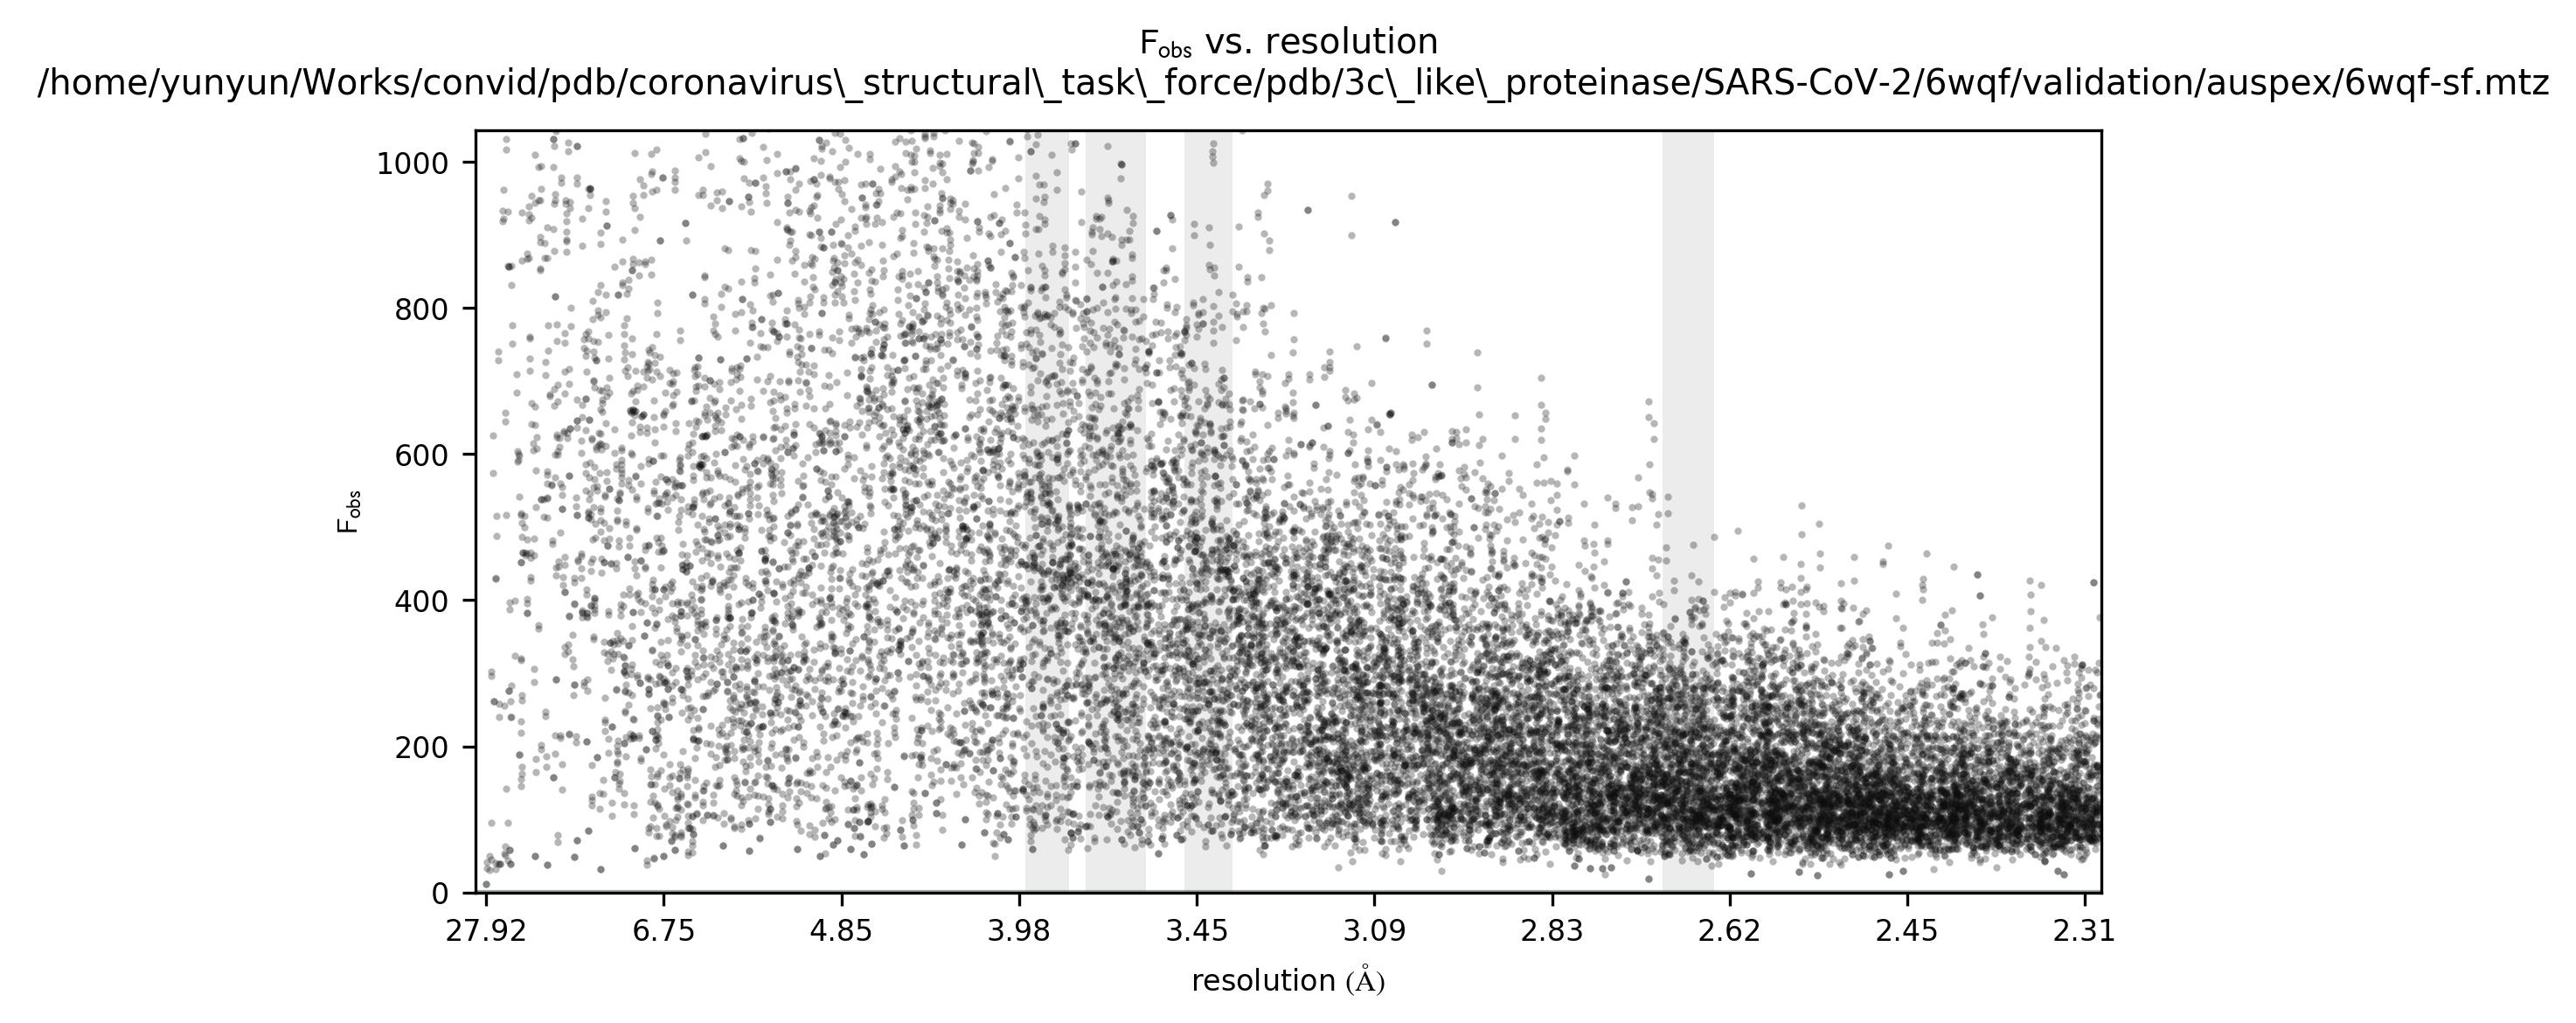 Fobs vs. resolution
/home/yunyun/Works/convid/pdb/coronavirus\_structural\_task\_force/pdb/3c\_like\_proteinase/SARS-CoV-2/6wqf/validation/auspex/6wqf-sf.mtz
1000
800
600
400
200
0
Fobs
27.92 6.75 4.85 3.98 3.45 3.09 2.83 2.62 2.45 2.31
resolution (Å)